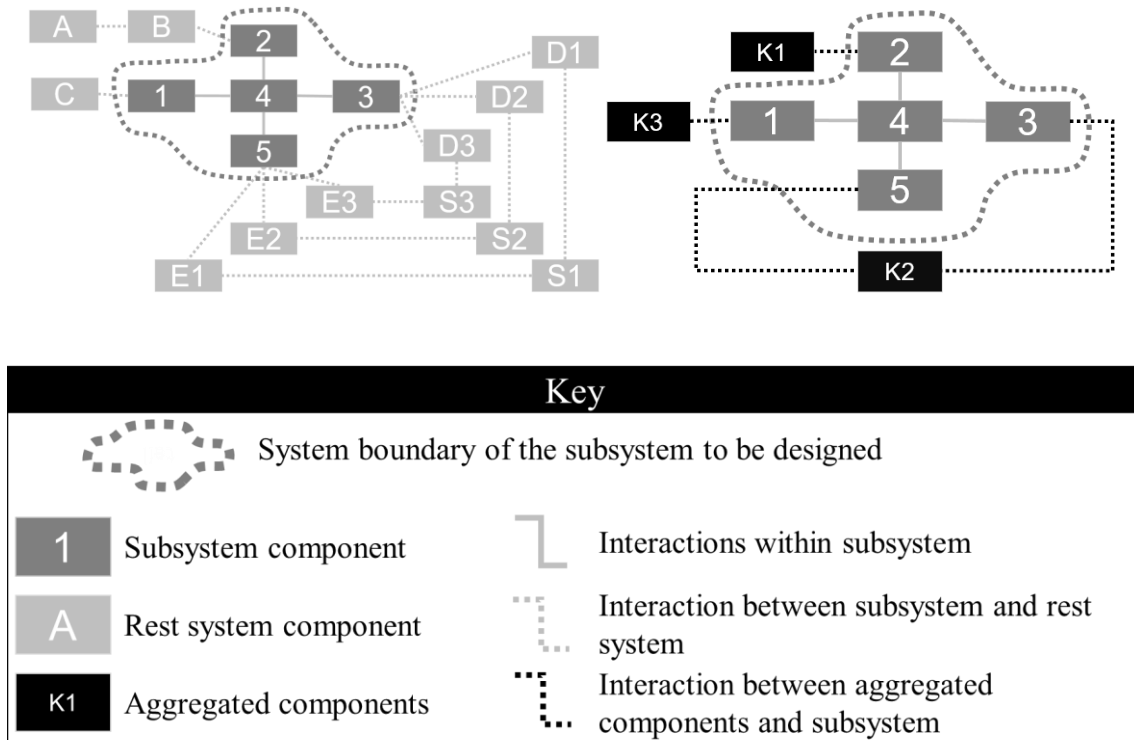 A B 2 D1
C 1 4 3 D2
5 D3
E3 S3
E2 S2
E1 S1
K1 2
K3 1 4 3
5
K2
Key
System boundary of the subsystem to be designed
1 Subsystem component
Interactions within subsystem
A Rest system component
Interaction between subsystem and rest
system
K1 Aggregated components
Interaction between aggregated
components and subsystem